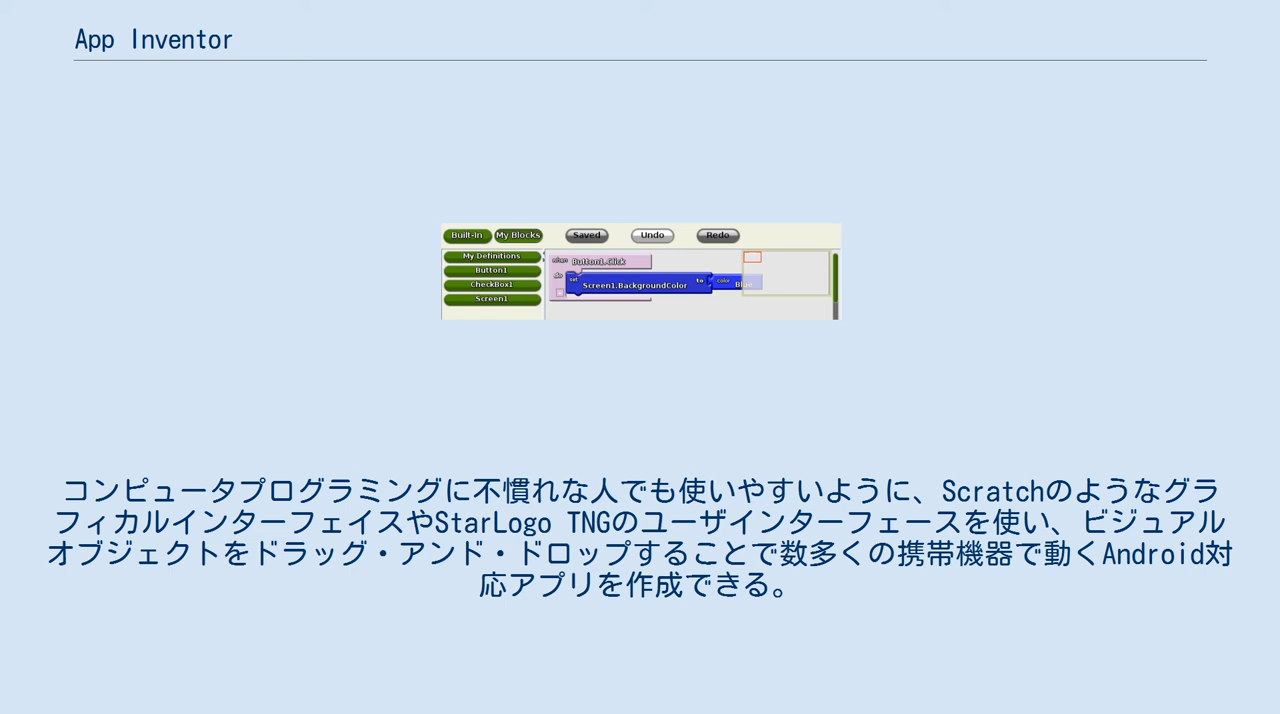 App Inventor
Built-In My Blocks Saved Undo Redo
My Definitions
Button1
CheckBox1
Screen1
when Button1.Click
do set Screen1.BackgroundColor to color Blue
コンピュータプログラミングに不慣れな人でも使いやすいように、Scratchのようなグラ
フィカルインターフェイスやStarLogo TNGのユーザインターフェースを使い、ビジュアル
オブジェクトをドラッグ・アンド・ドロップすることで数多くの携帯機器で動くAndroid対
応アプリを作成できる。